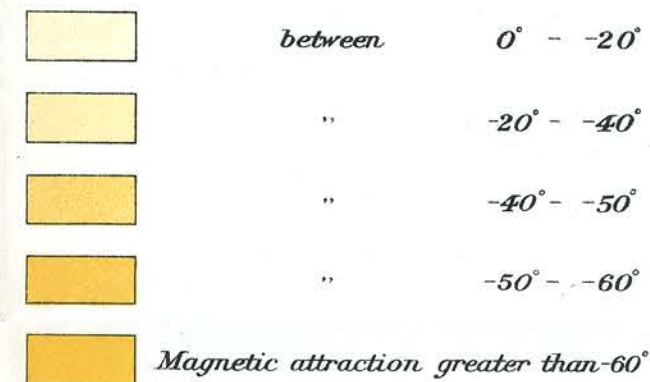 between 0° - -20°
„ -20° - -40°
„ -40° - -50°
„ -50° - -60°
Magnetic attraction greater than -60°